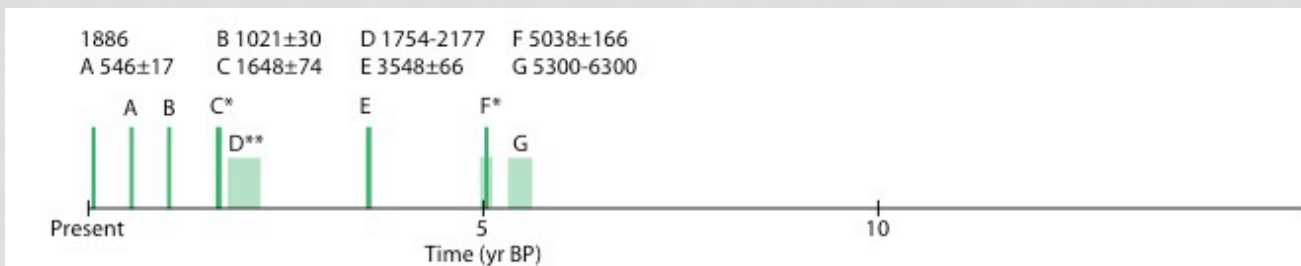 1886 B 1021±30 D 1754-2177 F 5038±166
A 546±17 C 1648±74 E 3548±66 G 5300-6300
A B C* E F*
D** G
Present 5 10
Time (yr BP)